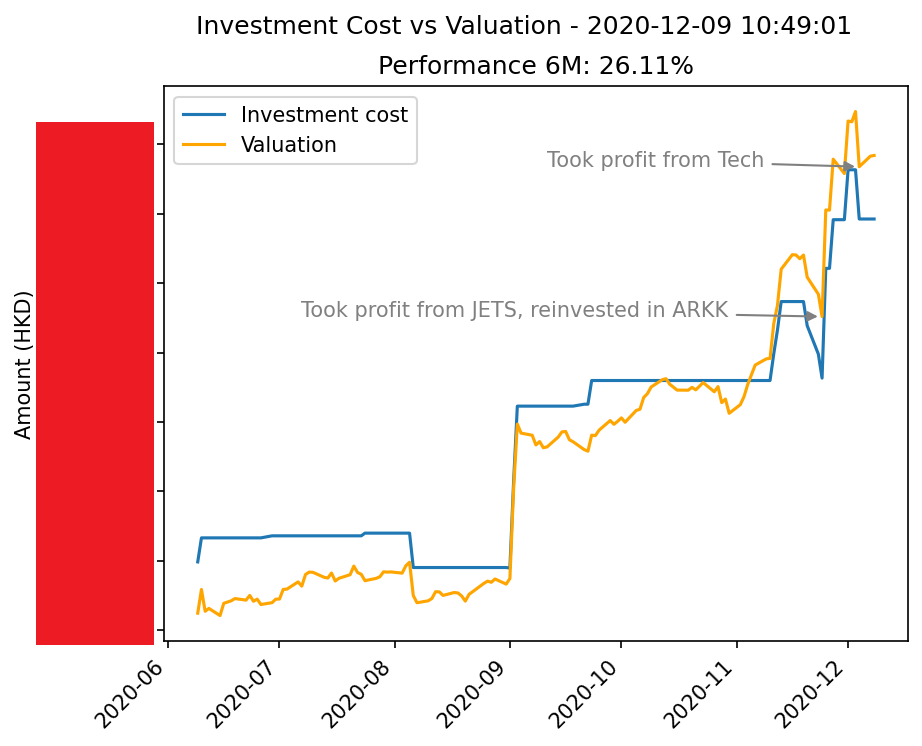 Investment Cost vs Valuation - 2020-12-09 10:49:01
Performance 6M: 26.11%
Investment cost
Valuation
Took profit from Tech
Took profit from JETS, reinvested in ARKK
Amount (HKD)
2020-06
2020-07
2020-08
2020-09
2020-10
2020-11
2020-12